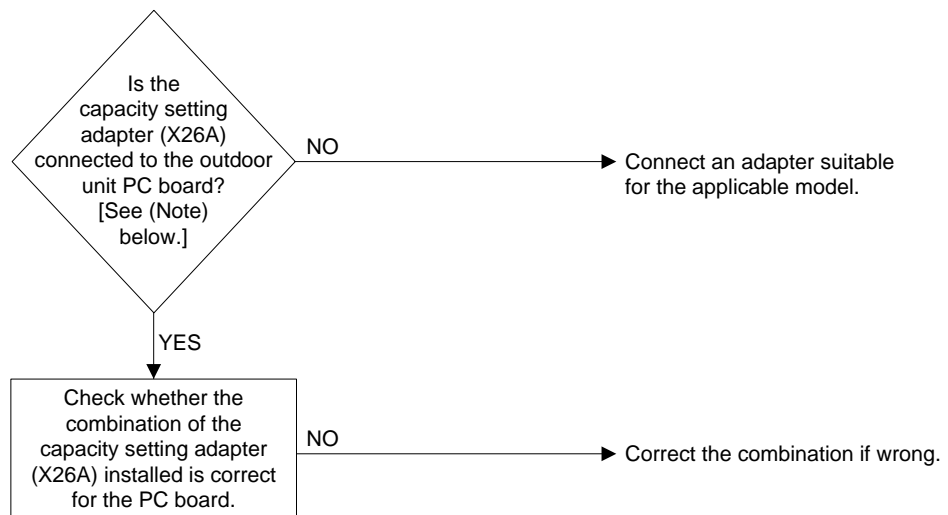 Is the
capacity setting
adapter (X26A)
connected to the outdoor
unit PC board?
[See (Note)
below.]
NO
Connect an adapter suitable
for the applicable model.
YES
Check whether the
combination of the
capacity setting adapter
(X26A) installed is correct
for the PC board.
NO
Correct the combination if wrong.